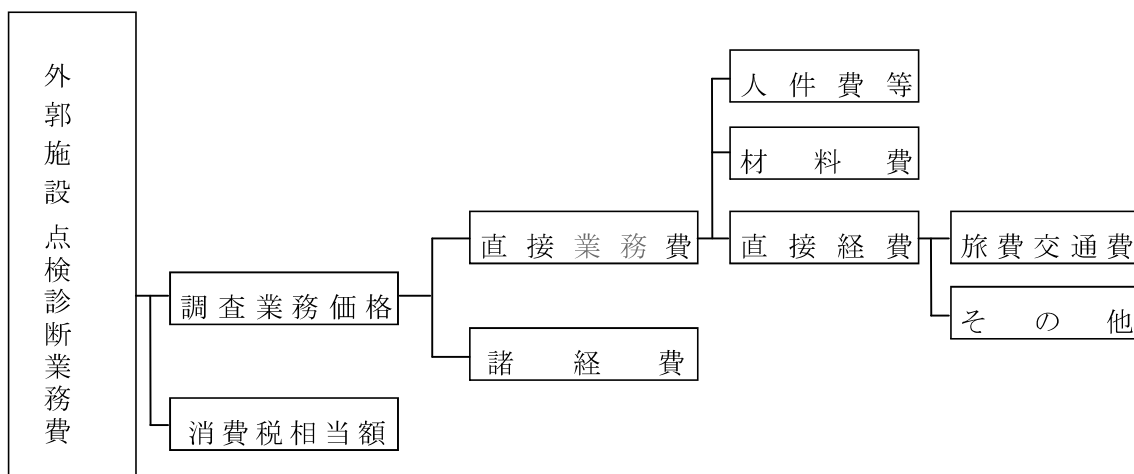 外郭施設点検診断業務費
調査業務価格
消費税相当額
直接業務費
諸経費
人件費等
材料費
直接経費
旅費交通費
その他